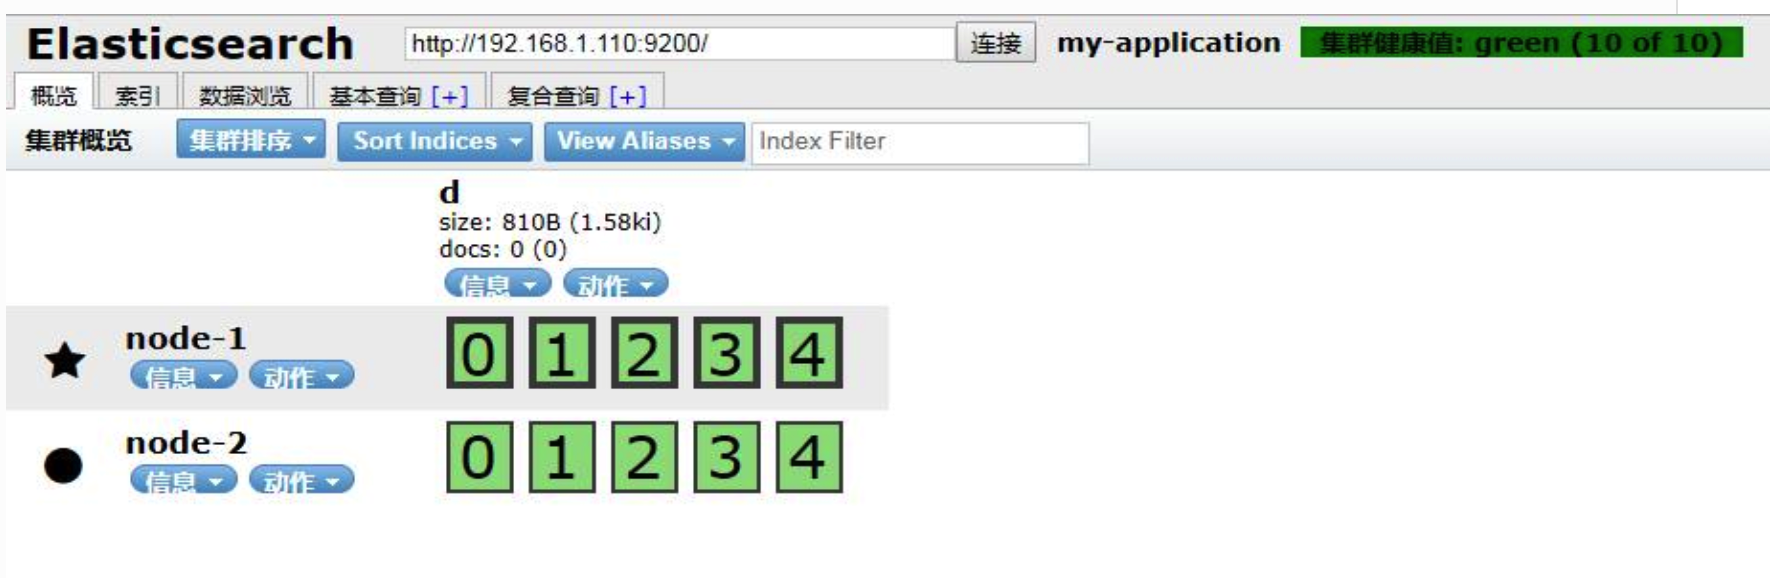 Elasticsearch http://192.168.1.110:9200/ 连接 my-application 集群健康值: green (10 of 10)
概览 索引 数据浏览 基本查询 [+] 复合查询 [+]
集群概览 集群排序 Sort Indices View Aliases Index Filter
d
size: 810B (1.58ki)
docs: 0 (0)
信息 动作
node-1
信息 动作
0 1 2 3 4
node-2
信息 动作
0 1 2 3 4